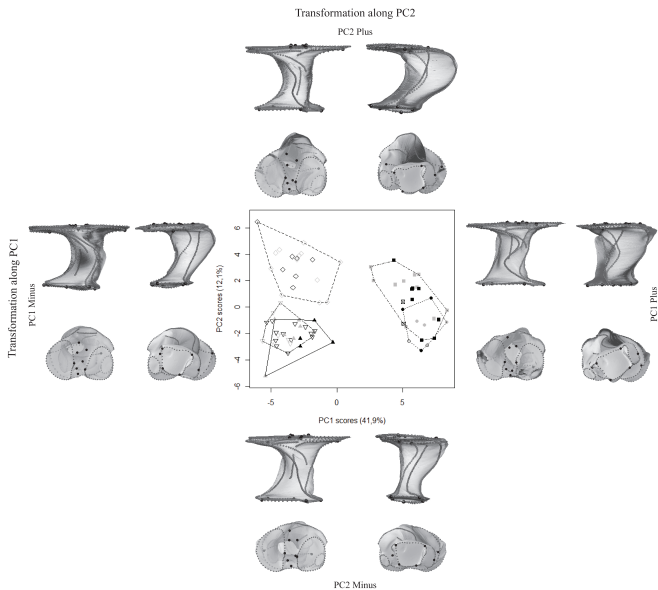 Transformation along PC2
PC2 Plus
Transformation along PC1
PC1 Minus
PC2 scores (12,1%)
6
4
2
0
-2
-4
-6
-5
0
5
PC1 scores (41,9%)
PC1 Plus
PC2 Minus